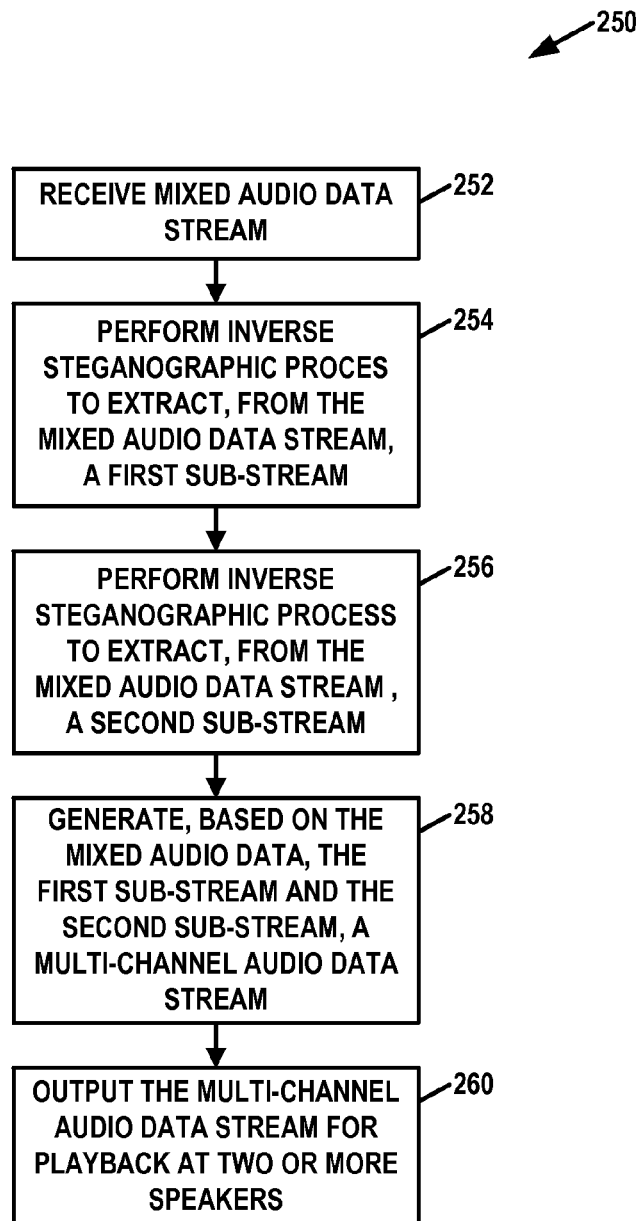 250
RECEIVE MIXED AUDIO DATA
STREAM
252
PERFORM INVERSE
STEGANOGRAPHIC PROCES
TO EXTRACT, FROM THE
MIXED AUDIO DATA STREAM,
A FIRST SUB-STREAM
254
PERFORM INVERSE
STEGANOGRAPHIC PROCESS
TO EXTRACT, FROM THE
MIXED AUDIO DATA STREAM ,
A SECOND SUB-STREAM
256
GENERATE, BASED ON THE
MIXED AUDIO DATA, THE
FIRST SUB-STREAM AND THE
SECOND SUB-STREAM, A
MULTI-CHANNEL AUDIO DATA
STREAM
258
OUTPUT THE MULTI-CHANNEL
AUDIO DATA STREAM FOR
PLAYBACK AT TWO OR MORE
SPEAKERS
260